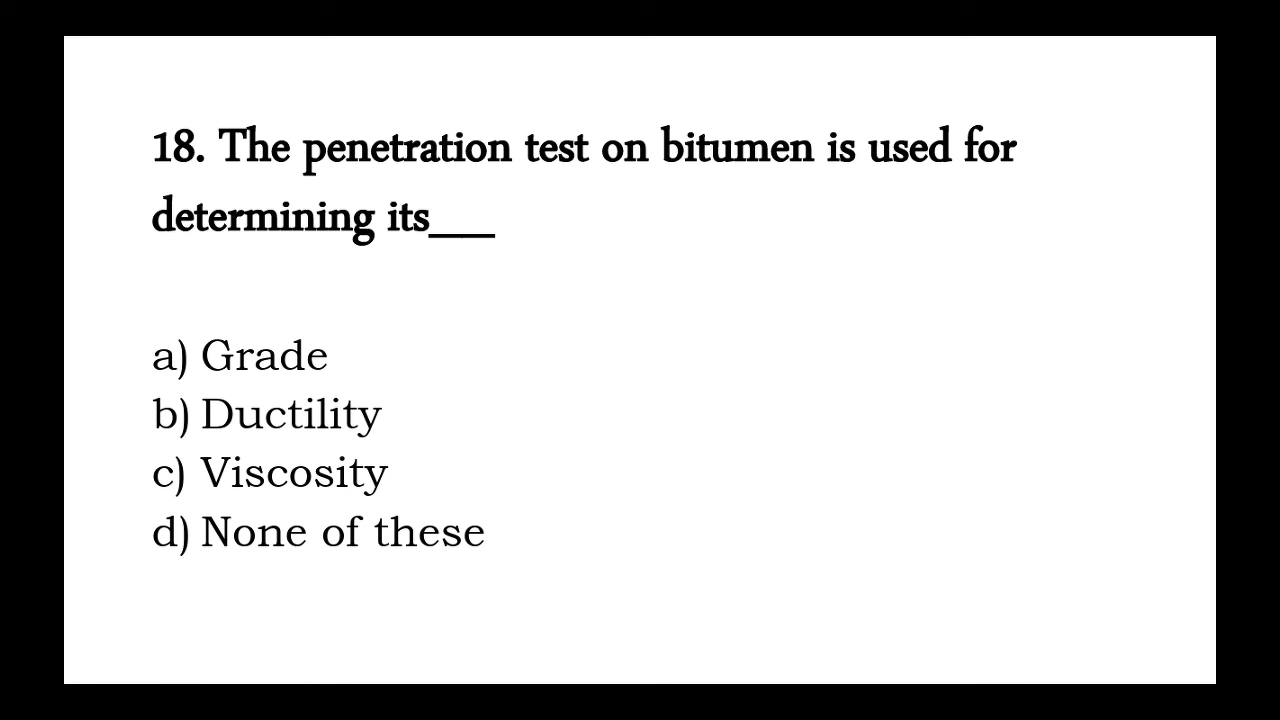 18. The penetration test on bitumen is used for
determining its___
a) Grade
b) Ductility
c) Viscosity
d) None of these